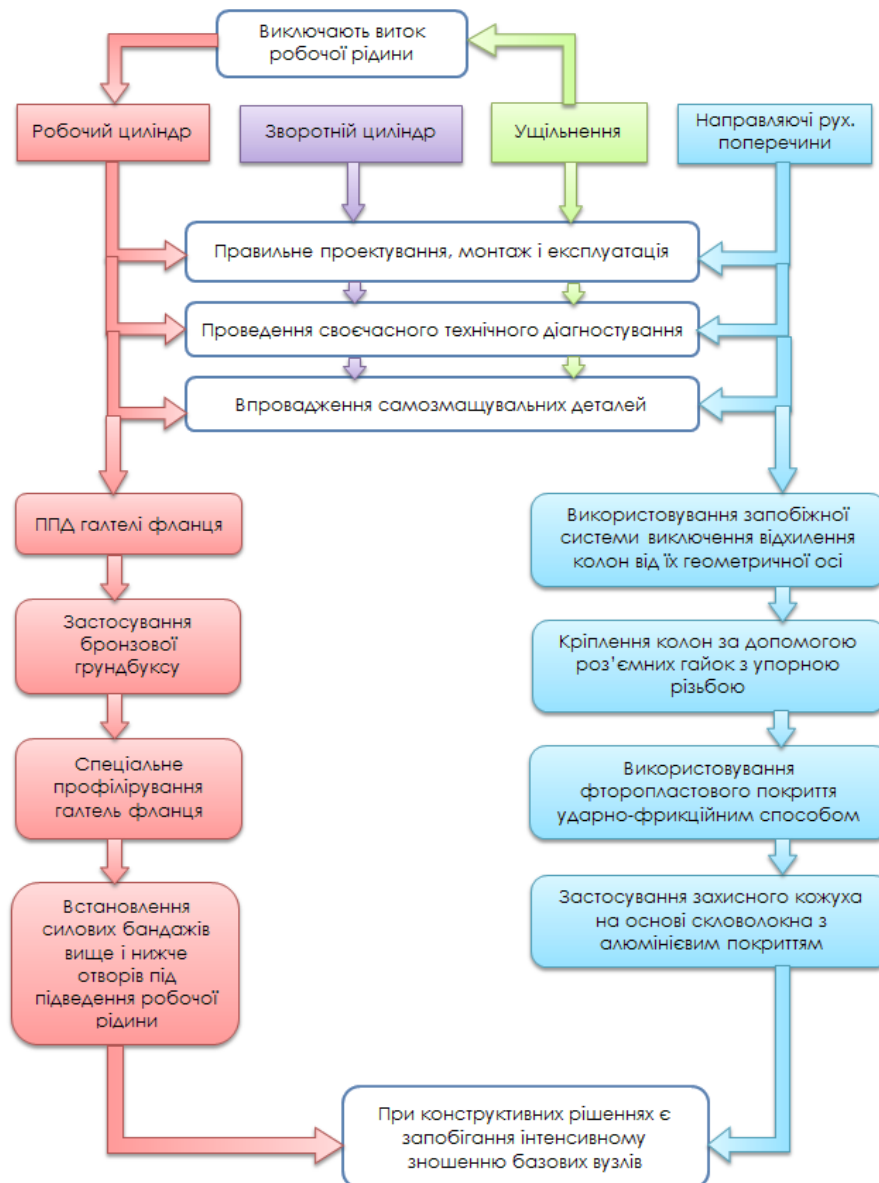 Виключають виток
робочої рідини
Робочий циліндр
Зворотній циліндр
Ущільнення
Направляючі рух.
поперечини
Правильне проектування, монтаж і експлуатація
Проведення своєчасного технічного діагностування
Впровадження самозмащувальних деталей
ППД галтелі фланця
Застосування
бронзової
грундбуксу
Спеціальне
профілірування
галтель фланця
Встановлення
силових бандажів
вище і нижче
отворів під
підведення робочої
рідини
Використовування запобіжної
системи виключення відхилення
колон від їх геометричної осі
Кріплення колон за допомогою
роз’ємних гайок з упорною
різьбою
Використовування
фторопластового покриття
ударно-фрикційним способом
Застосування захисного кожуха
на основі скловолокна з
алюмінієвим покриттям
При конструктивних рішеннях є
запобігання інтенсивному
зношенню базових вузлів